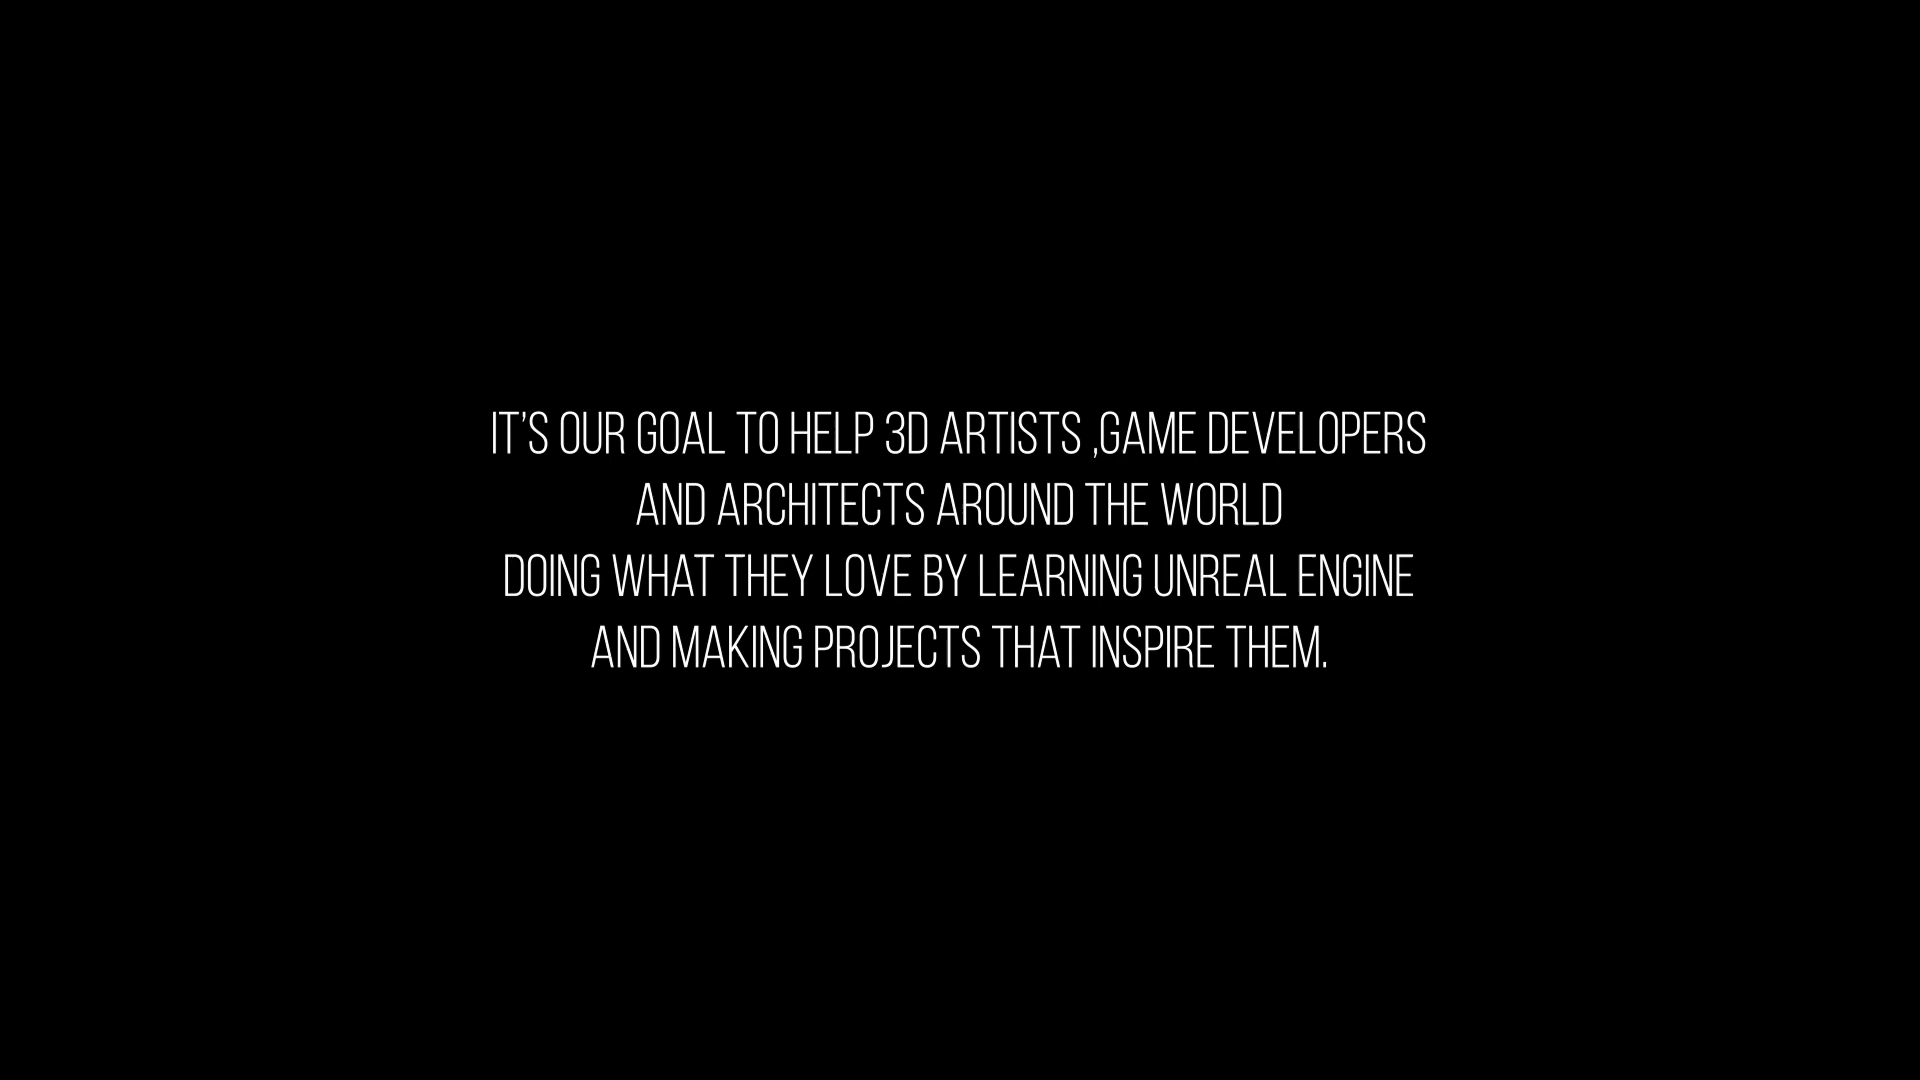 IT’S OUR GOAL TO HELP 3D ARTISTS ,GAME DEVELOPERS
AND ARCHITECTS AROUND THE WORLD
DOING WHAT THEY LOVE BY LEARNING UNREAL ENGINE
AND MAKING PROJECTS THAT INSPIRE THEM.